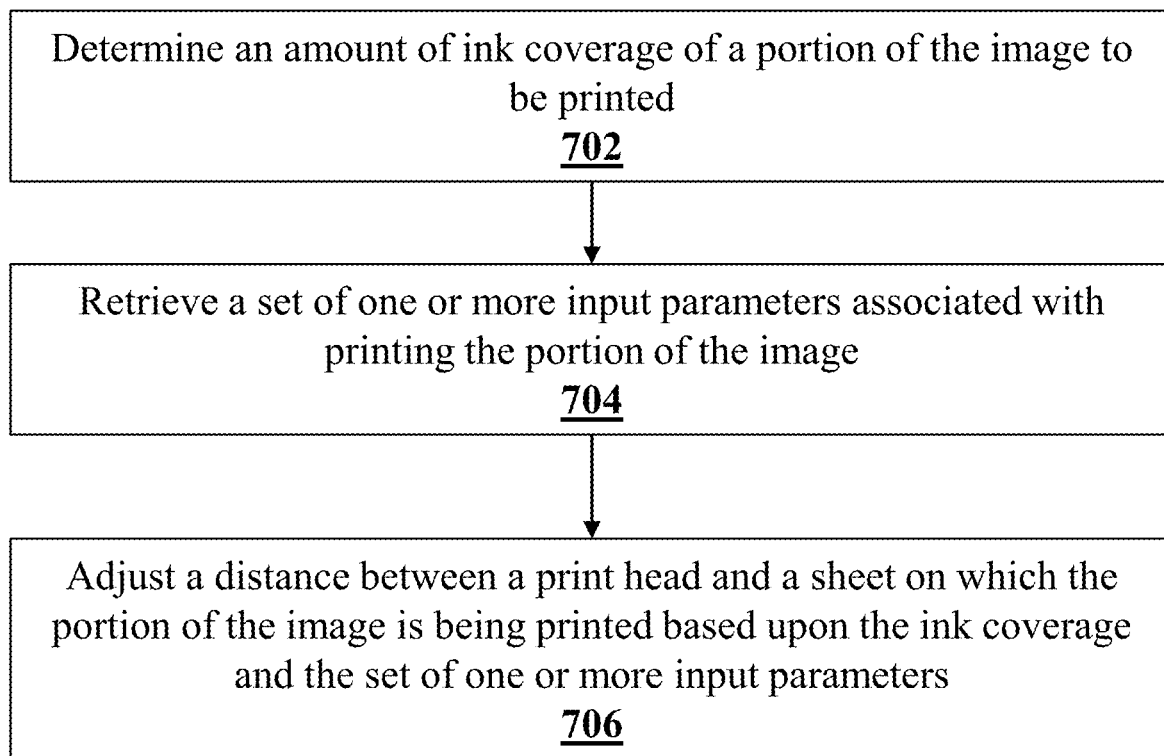 Determine an amount of ink coverage of a portion of the image to
be printed
702
Retrieve a set of one or more input parameters associated with
printing the portion of the image
704
Adjust a distance between a print head and a sheet on which the
portion of the image is being printed based upon the ink coverage
and the set of one or more input parameters
706